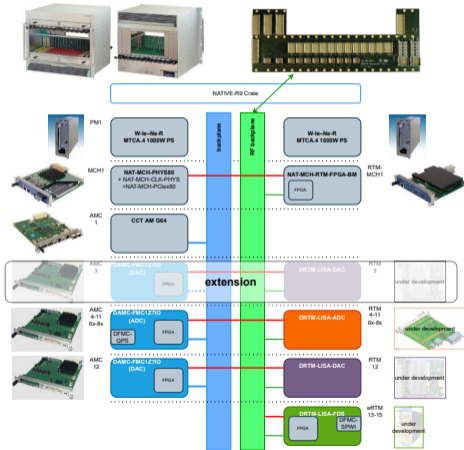 NATIVE-R9 Crate
PM1
W-Ie-Ne-R
MTCA.4 1000W PS
backplane
RF backplane
W-Ie-Ne-R
MTCA.4 1000W PS
MCH1
NAT-MCH-PHYS80
+ NAT-MCH-CLK-PHYS
+NAT-MCH-PCIex80
NAT-MCH-RTM-FPGA-BM
FPGA
RTM-
MCH1
AMC
1
CCT AM G64
AMC
3
DAMC-FMC1Z7IO
(DAC)
FPGA
extension
DRTM-LISA-DAC
RTM
3
under development
AMC
4-11
6x-8x
DAMC-FMC1Z7IO
(ADC)
DFMC-
QPS
FPGA
DRTM-LISA-ADC
RTM
4-11
6x-8x
under development
AMC
12
DAMC-FMC1Z7IO
(DAC)
FPGA
DRTM-LISA-DAC
RTM
12
under development
DRTM-LISA-FDS
FPGA
DFMC-
SPWI
eRTM
13-15
under
development